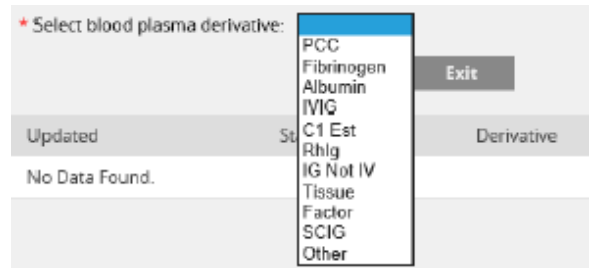 * Select blood plasma derivative:
PCC
Fibrinogen
Albumin
IVIG
C1 Est
RhIg
IG Not IV
Tissue
Factor
SCIG
Other
Exit
Updated Derivative
No Data Found.